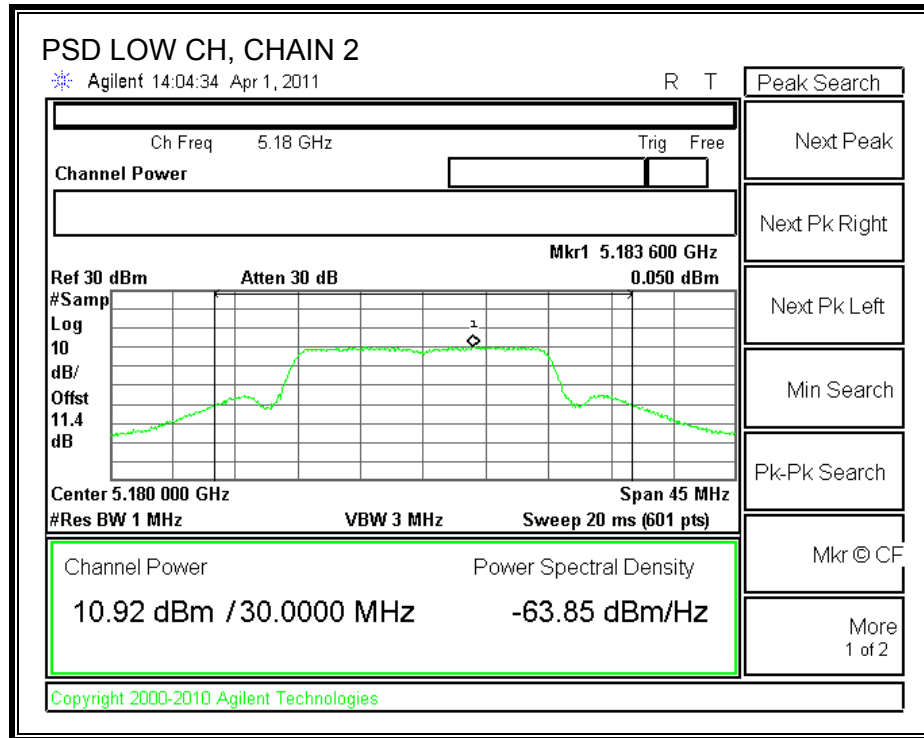 PSD LOW CH, CHAIN 2
Agilent 14:04:34 Apr 1, 2011 R T
Peak Search
Ch Freq 5.18 GHz Trig Free
Channel Power
Mkr1 5.183 600 GHz
Ref 30 dBm Atten 30 dB 0.050 dBm
#Samp
Log
10
dB/
Offst
11.4
dB
1
Center 5.180 000 GHz Span 45 MHz
#Res BW 1 MHz VBW 3 MHz Sweep 20 ms (601 pts)
Channel Power Power Spectral Density
10.92 dBm / 30.0000 MHz -63.85 dBm/Hz
Copyright 2000-2010 Agilent Technologies
Next Peak
Next Pk Right
Next Pk Left
Min Search
Pk-Pk Search
Mkr © CF
More
1 of 2